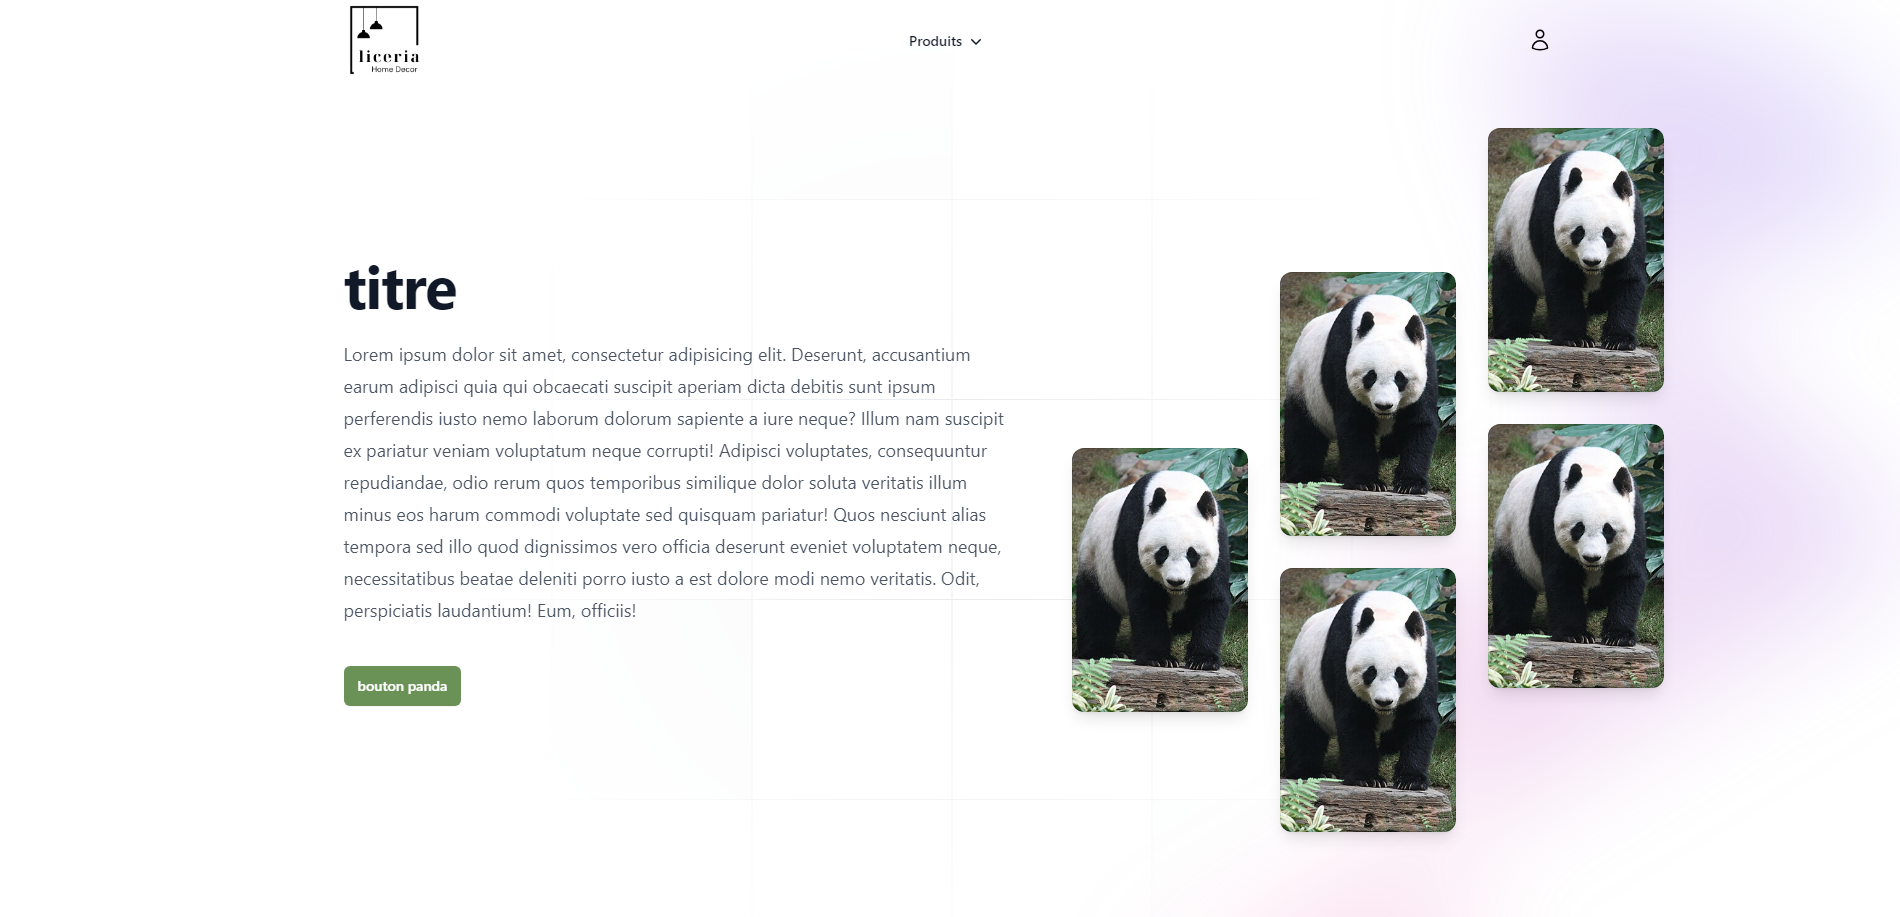 liceria
Home Decor
Produits
titre
Lorem ipsum dolor sit amet, consectetur adipisicing elit. Deserunt, accusantium
earum adipisci quia qui obcaecati suscipit aperiam dicta debitis sunt ipsum
perferendis iusto nemo laborum dolorum sapiente a iure neque? Illum nam suscipit
ex pariatur veniam voluptatum neque corrupti! Adipisci voluptates, consequuntur
repudiandae, odio rerum quos temporibus similique dolor soluta veritatis illum
minus eos harum commodi voluptate sed quisquam pariatur! Quos nesciunt alias
tempora sed illo quod dignissimos vero officia deserunt eveniet voluptatem neque,
necessitatibus beatae deleniti porro iusto a est dolore modi nemo veritatis. Odit,
perspiciatis laudantium! Eum, officiis!
bouton panda